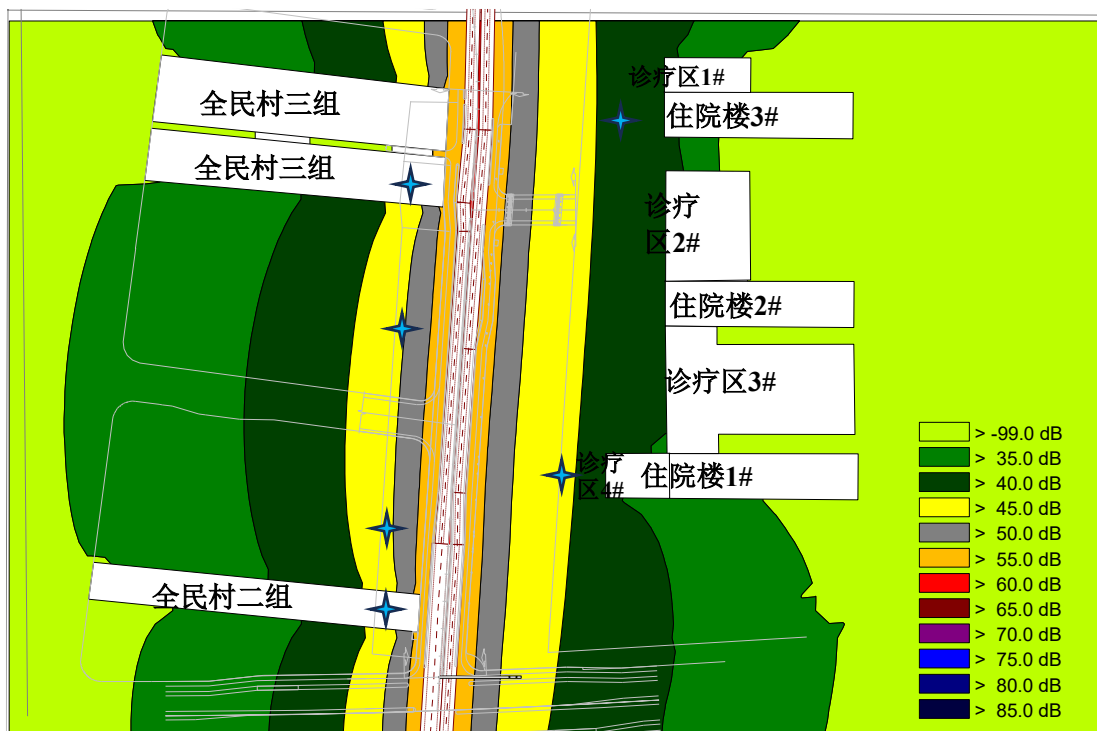 诊疗区1#
全民村三组
住院楼3#
全民村三组
诊疗
区2#
住院楼2#
诊疗区3#
诊疗
区4#
住院楼1#
全民村二组
> -99.0 dB
> 35.0 dB
> 40.0 dB
> 45.0 dB
> 50.0 dB
> 55.0 dB
> 60.0 dB
> 65.0 dB
> 70.0 dB
> 75.0 dB
> 80.0 dB
> 85.0 dB